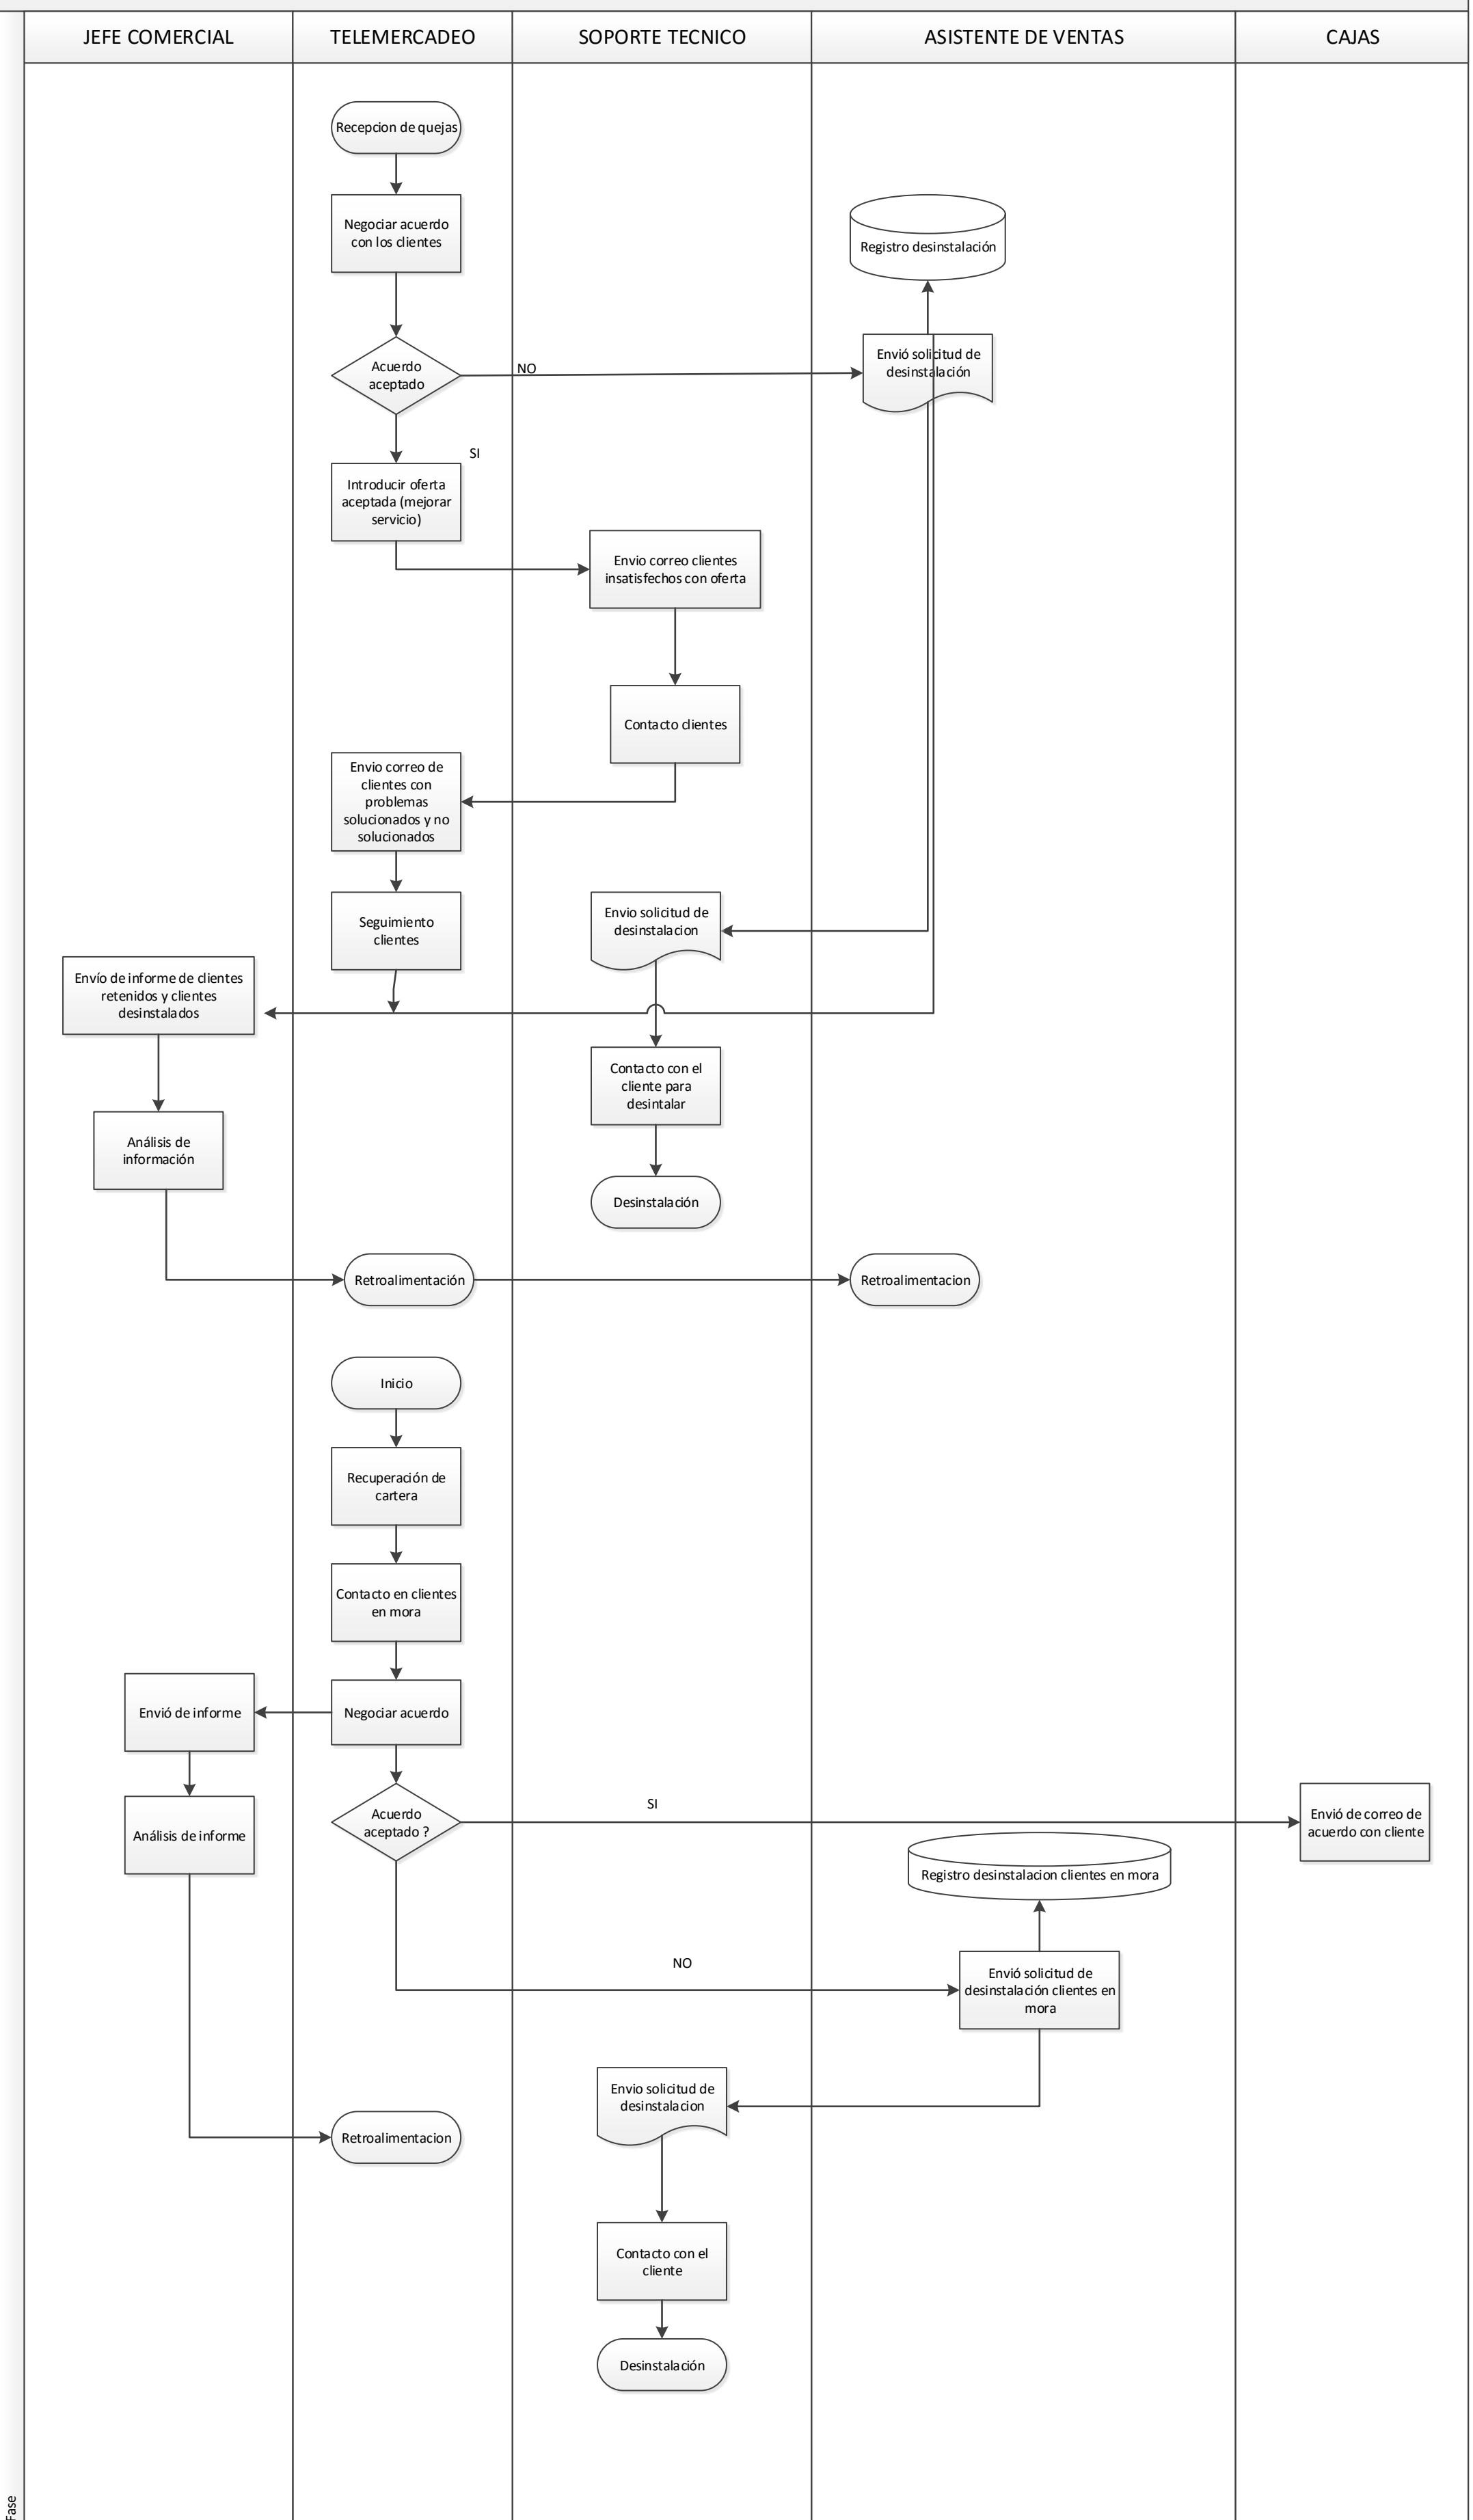 JEFE COMERCIAL
TELEMERCADEO
SOPORTE TECNICO
ASISTENTE DE VENTAS
CAJAS
Recepcion de quejas
Negociar acuerdo
con los clientes
Registro desinstalación
Acuerdo
aceptado
NO
Envió solicitud de
desinstalación
SI
Introducir oferta
aceptada (mejorar
servicio)
Envio correo clientes
insatisfechos con oferta
Contacto clientes
Envio correo de
clientes con
problemas
solucionados y no
solucionados
Seguimiento
clientes
Envio solicitud de
desinstalacion
Envío de informe de clientes
retenidos y clientes
desinstalados
Contacto con el
cliente para
desintalar
Análisis de
información
Desinstalación
Retroalimentación
Retroalimentacion
Inicio
Recuperación de
cartera
Contacto en clientes
en mora
Envió de informe
Negociar acuerdo
Análisis de informe
Acuerdo
aceptado ?
SI
Envió de correo de
acuerdo con cliente
Registro desinstalacion clientes en mora
NO
Envió solicitud de
desinstalación clientes en
mora
Envio solicitud de
desinstalacion
Retroalimentacion
Contacto con el
cliente
Desinstalación
Fase